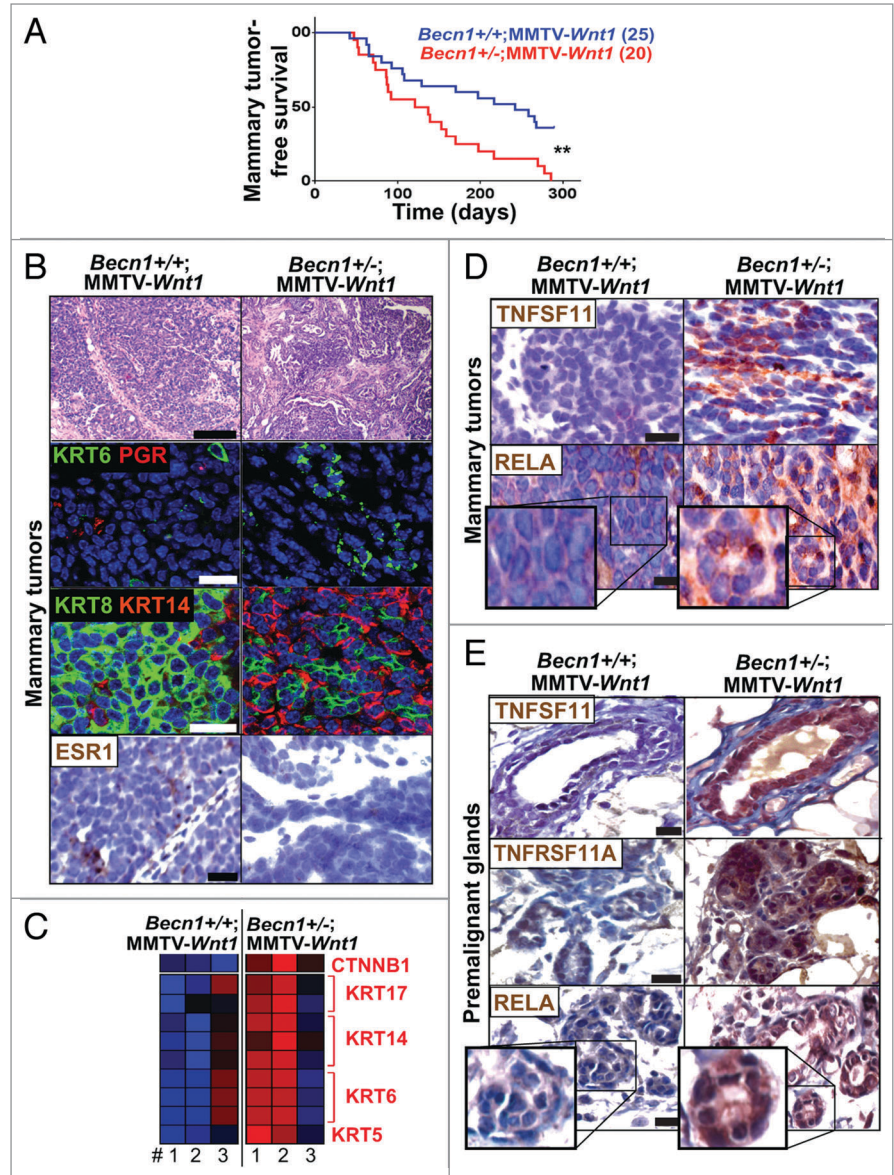 A
Mammary tumor-
free survival
00
50
0
Becn1+/+;MMTV-Wnt1 (25)
Becn1+/-;MMTV-Wnt1 (20)
**
0 100 200 300
Time (days)
B
Becn1+/+;
MMTV-Wnt1
Becn1+/-;
MMTV-Wnt1
Mammary tumors
KRT6 PGR
KRT8 KRT14
ESR1
C
Becn1+/+;
MMTV-Wnt1
Becn1+/-;
MMTV-Wnt1
CTNNB1
KRT17
KRT14
KRT6
KRT5
# 1 2 3 1 2 3
D
Becn1+/+;
MMTV-Wnt1
Becn1+/-;
MMTV-Wnt1
Mammary tumors
TNFSF11
RELA
E
Becn1+/+;
MMTV-Wnt1
Becn1+/-;
MMTV-Wnt1
Premalignant glands
TNFSF11
TNFRSF11A
RELA